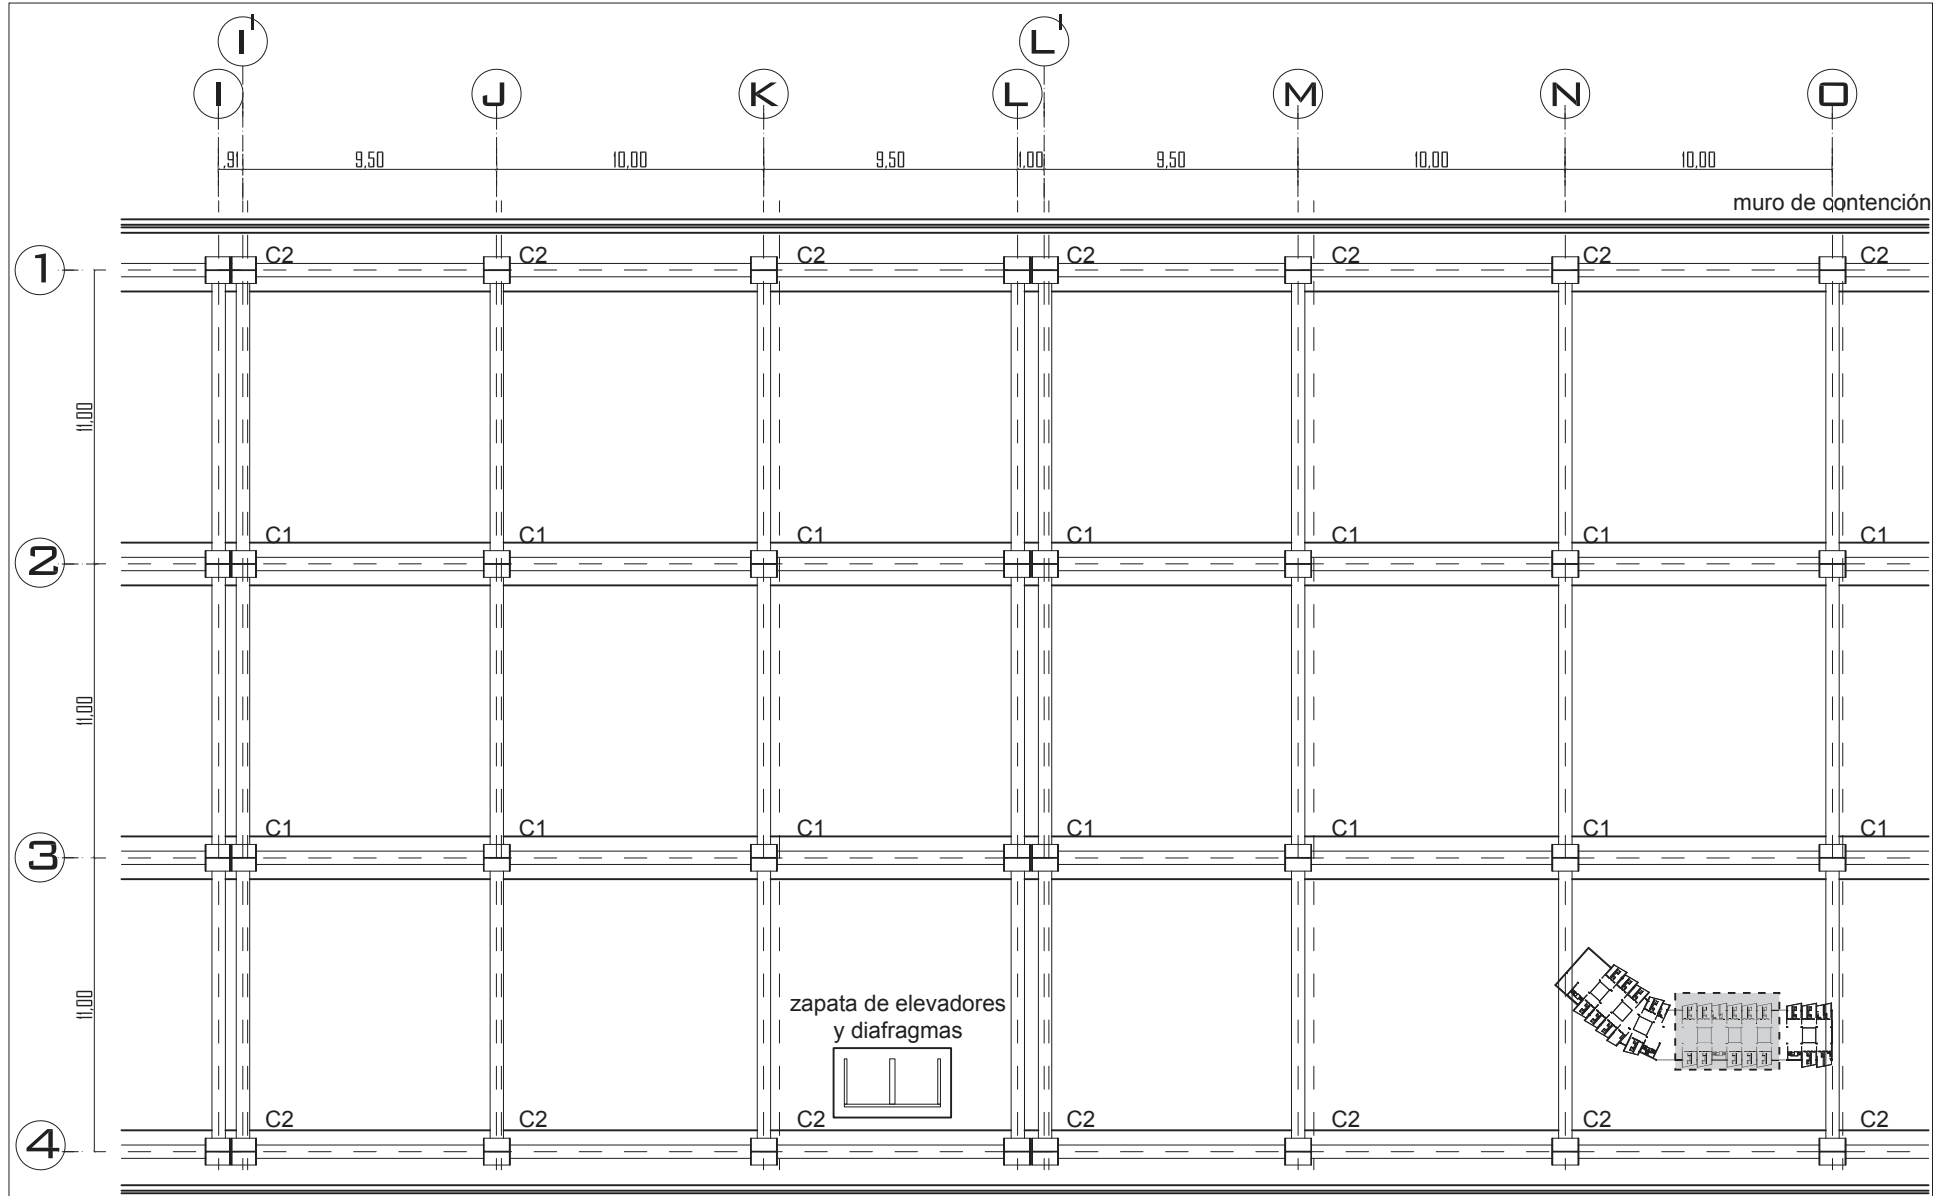 I' L'
I J K L M N O
,91 9,50 10,00 9,50 1,00 9,50 10,00 10,00
muro de contención
1 C2 C2 C2 C2 C2 C2 C2
11,00
2 C1 C1 C1 C1 C1 C1 C1
11,00
3 C1 C1 C1 C1 C1 C1 C1
11,00
zapata de elevadores
y diafragmas
4 C2 C2 C2 C2 C2 C2 C2